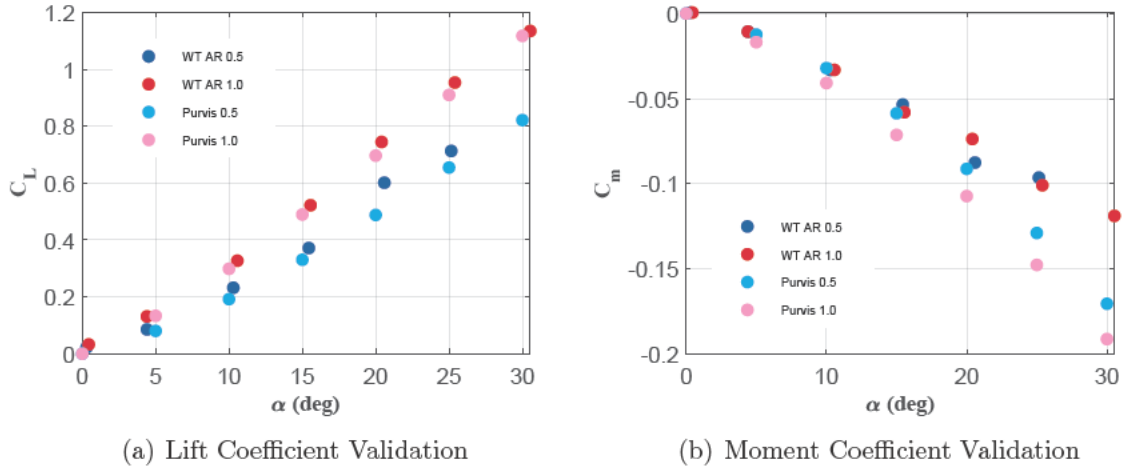 1.2
1
0.8
0.6
0.4
0.2
0
C_L
WT AR 0.5
WT AR 1.0
Purvis 0.5
Purvis 1.0
0 5 10 15 20 25 30
α (deg)
(a) Lift Coefficient Validation
0
-0.05
-0.1
-0.15
-0.2
C_m
WT AR 0.5
WT AR 1.0
Purvis 0.5
Purvis 1.0
0 10 20 30
α (deg)
(b) Moment Coefficient Validation